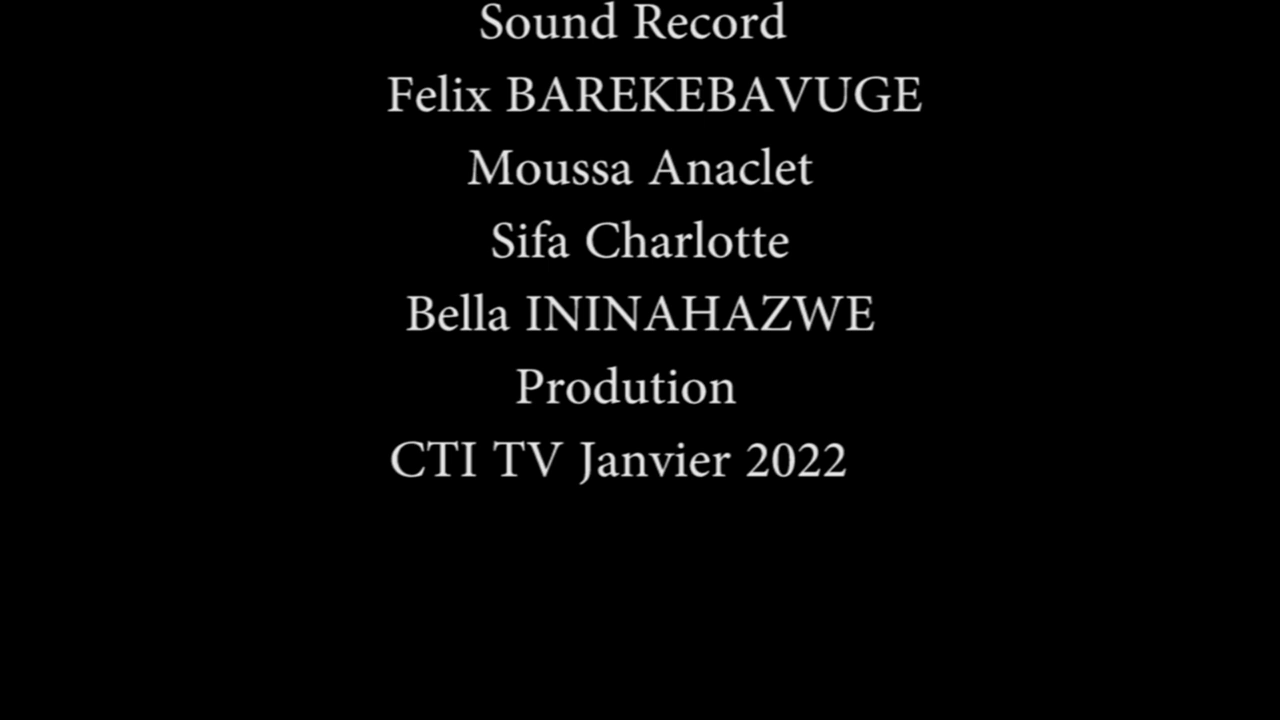 Sound Record
Felix BAREKEBAVUGE
Moussa Anaclet
Sifa Charlotte
Bella ININAHAZWE
Prodution
CTI TV Janvier 2022